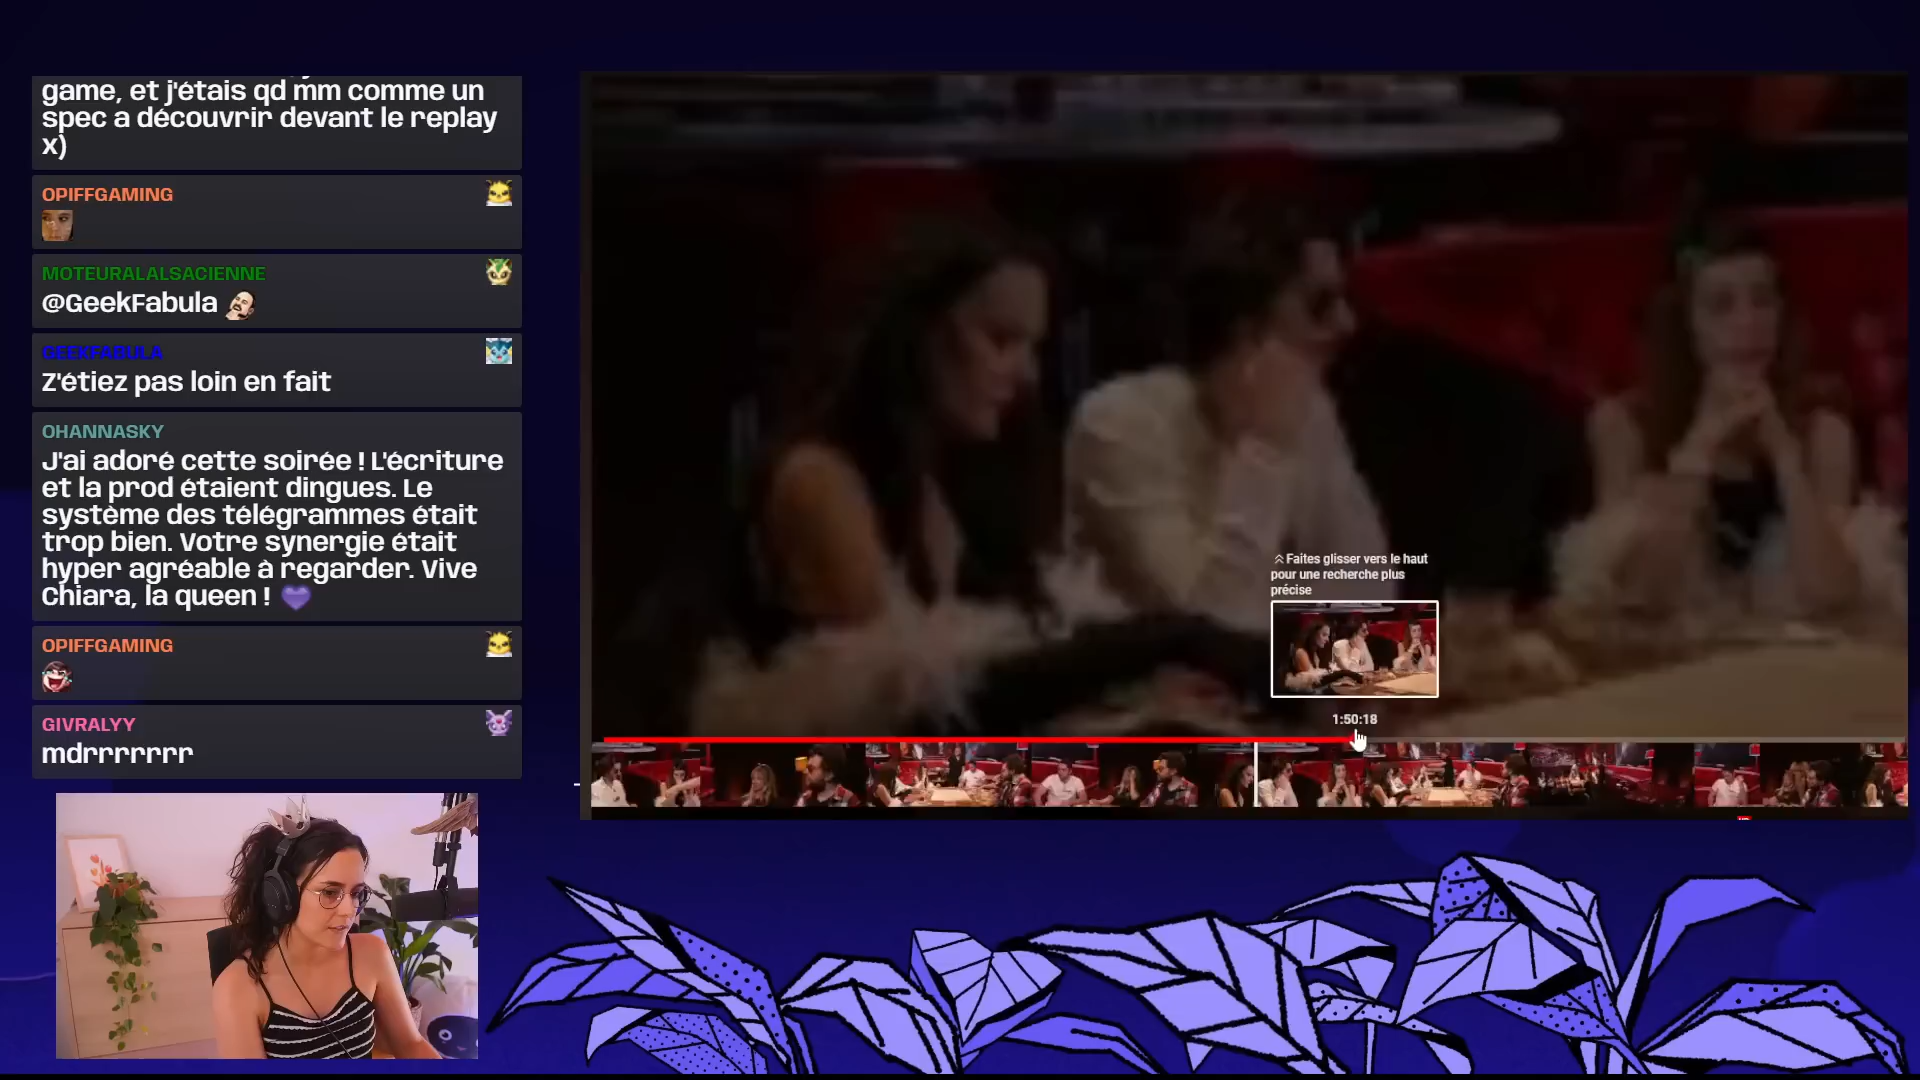 game, et j'étais qd mm comme un
spec a découvrir devant le replay
x)
OPIFFGAMING
MOTEURALALSACIENNE
@GeekFabula
GEEKFABULA
Z'étiez pas loin en fait
OHANNASKY
J'ai adoré cette soirée ! L'écriture
et la prod étaient dingues. Le
système des télégrammes était
trop bien. Votre synergie était
hyper agréable à regarder. Vive
Chiara, la queen !
OPIFFGAMING
GIVRALYY
mdrrrrrrr
Faites glisser vers le haut
pour une recherche plus
précise
1:50:18